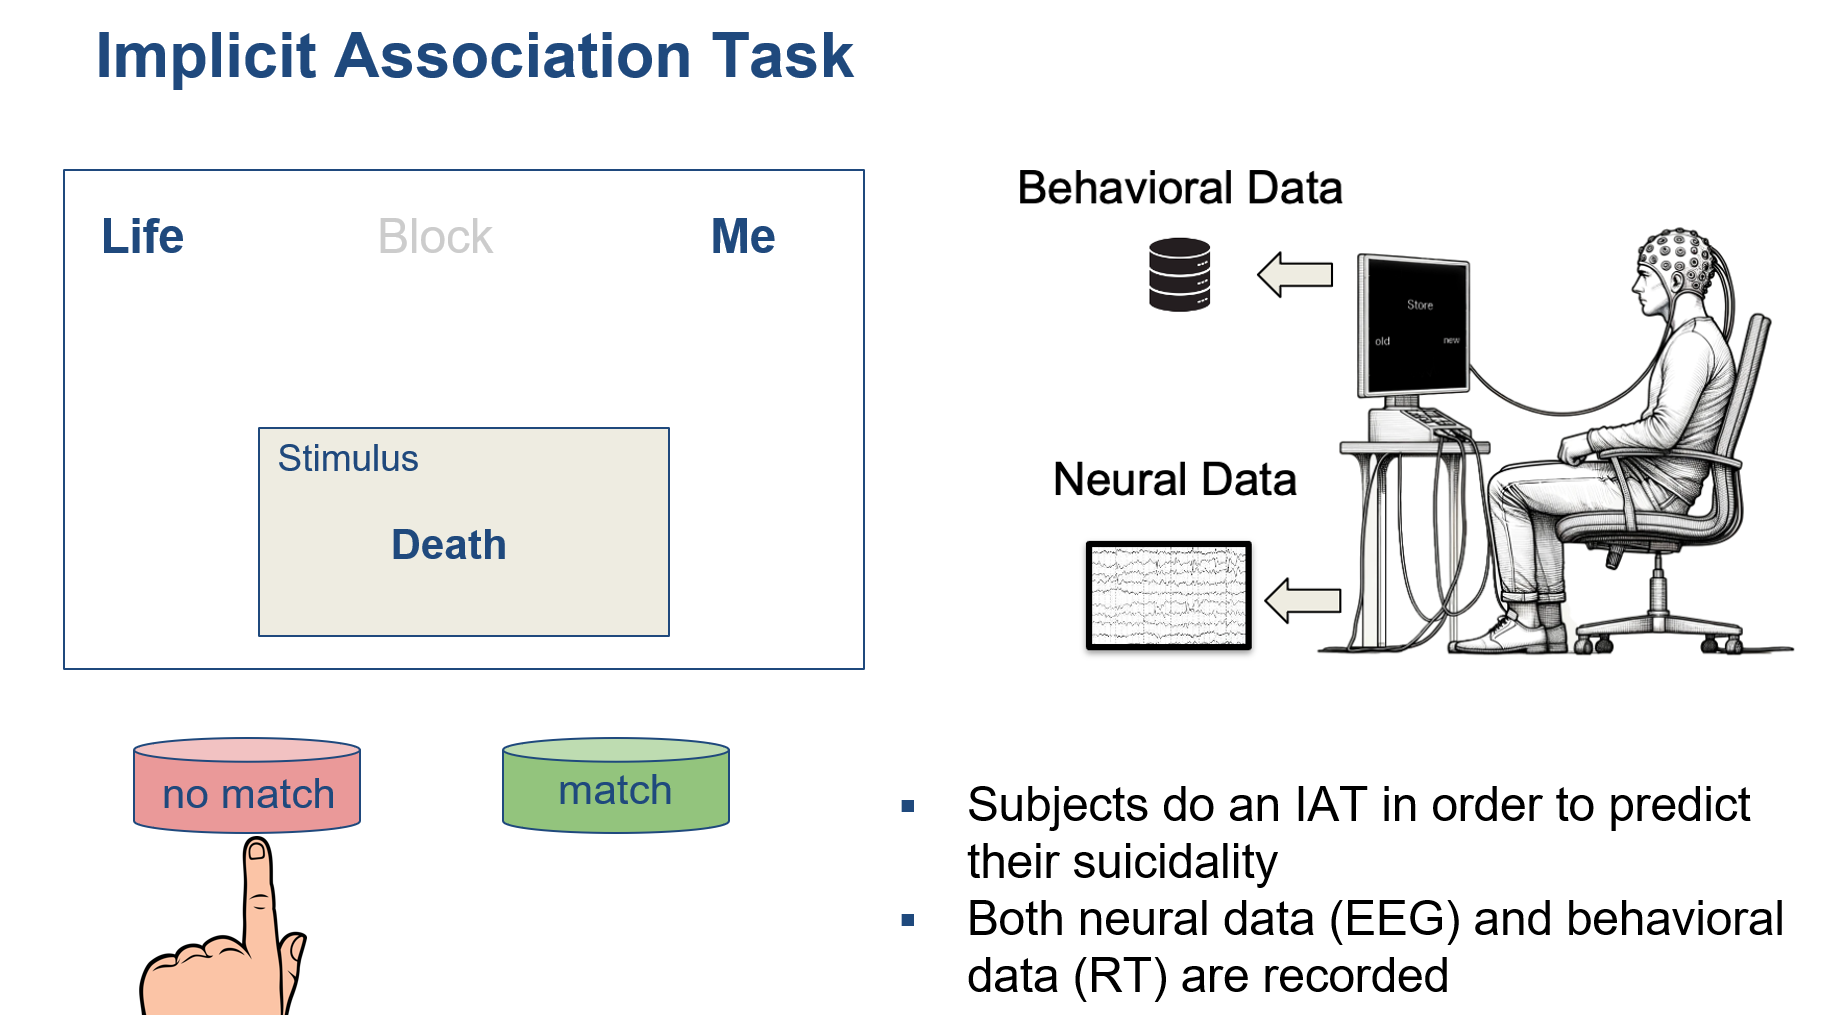 Implicit Association Task
Life Block Me
Stimulus
Death
no match
match
Behavioral Data
Store
old new
Neural Data
Subjects do an IAT in order to predict
their suicidality
Both neural data (EEG) and behavioral
data (RT) are recorded